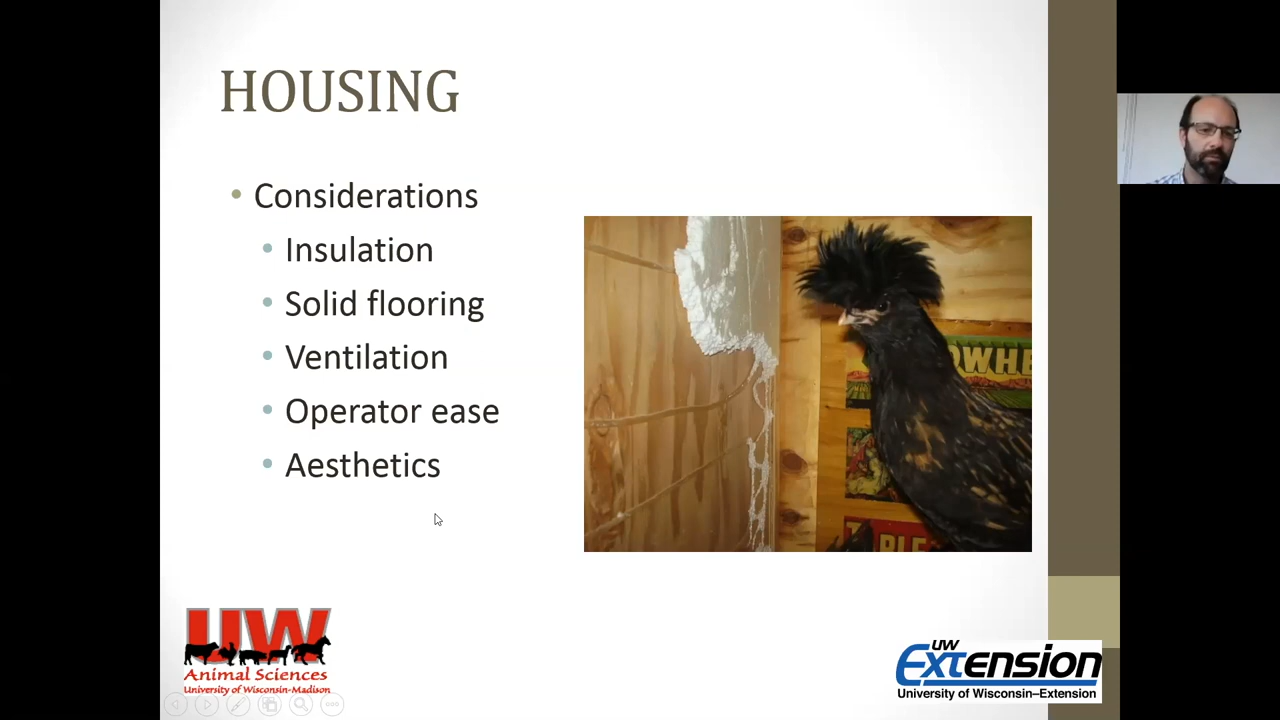 HOUSING
Considerations
Insulation
Solid flooring
Ventilation
Operator ease
Aesthetics
OWHE
UW
Animal Sciences
University of Wisconsin-Madison
UW
Extension
University of Wisconsin–Extension